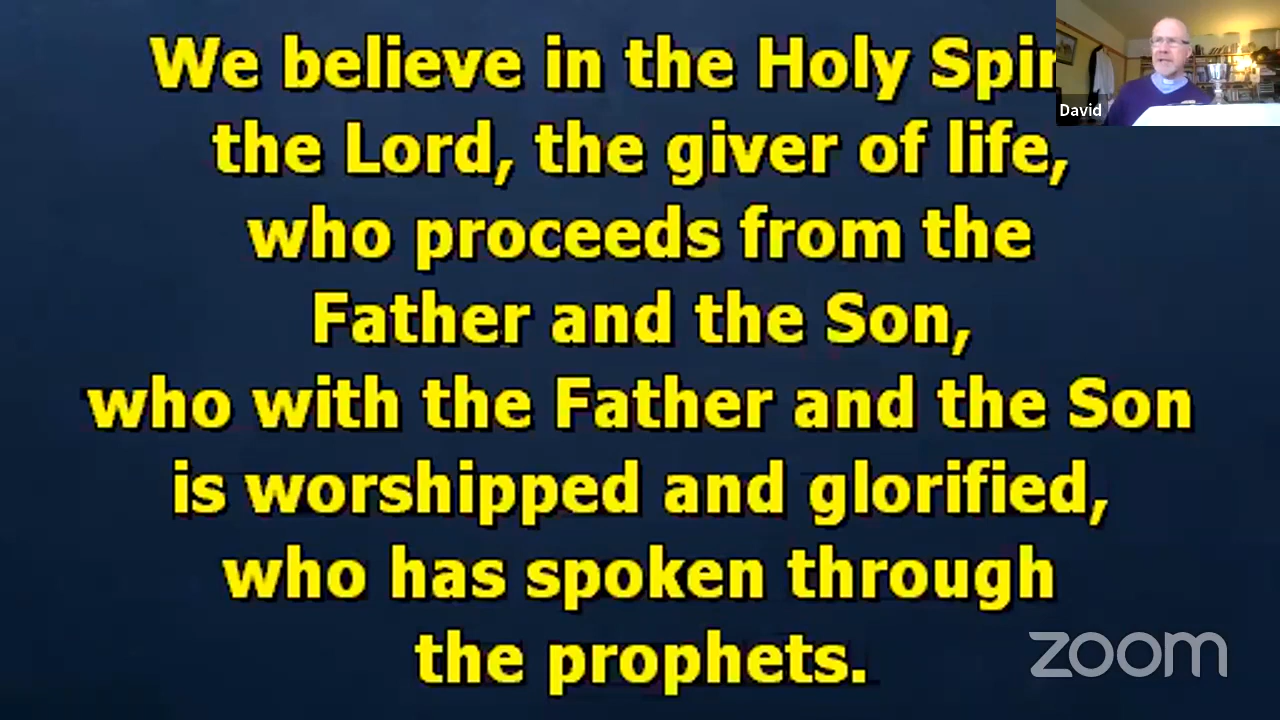 We believe in the Holy Spir
the Lord, the giver of life,
who proceeds from the
Father and the Son,
who with the Father and the Son
is worshipped and glorified,
who has spoken through
the prophets.
David
zoom